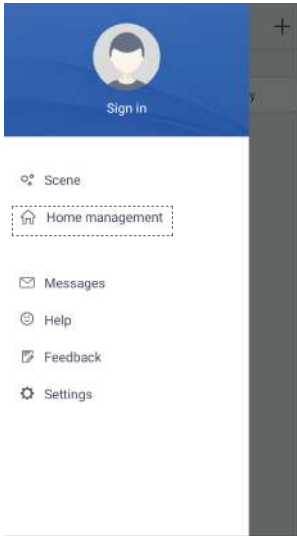 Sign in
y
Scene
Home management
Messages
Help
Feedback
Settings